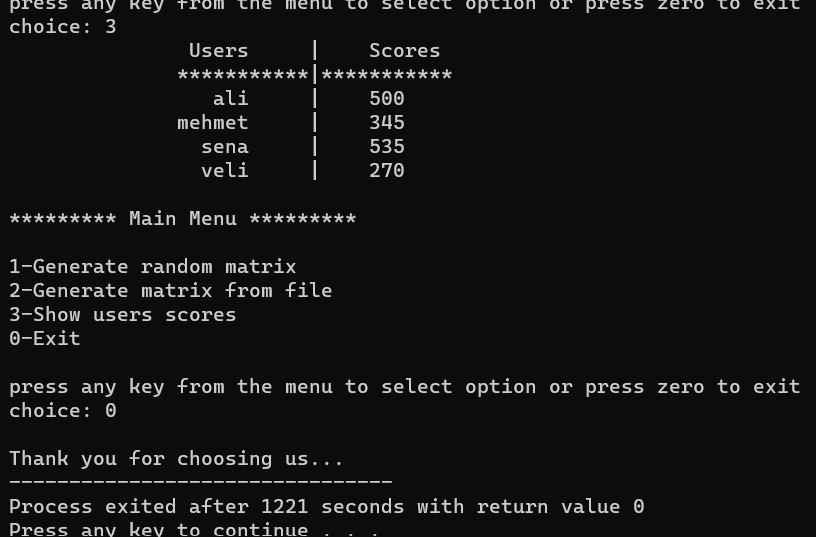 press any key from the menu to select option or press zero to exit
choice: 3
Users | Scores
***********|***********
ali | 500
mehmet | 345
sena | 535
veli | 270
********* Main Menu *********
1-Generate random matrix
2-Generate matrix from file
3-Show users scores
0-Exit
press any key from the menu to select option or press zero to exit
choice: 0
Thank you for choosing us...
--------------------------------
Process exited after 1221 seconds with return value 0
Press any key to continue . . .